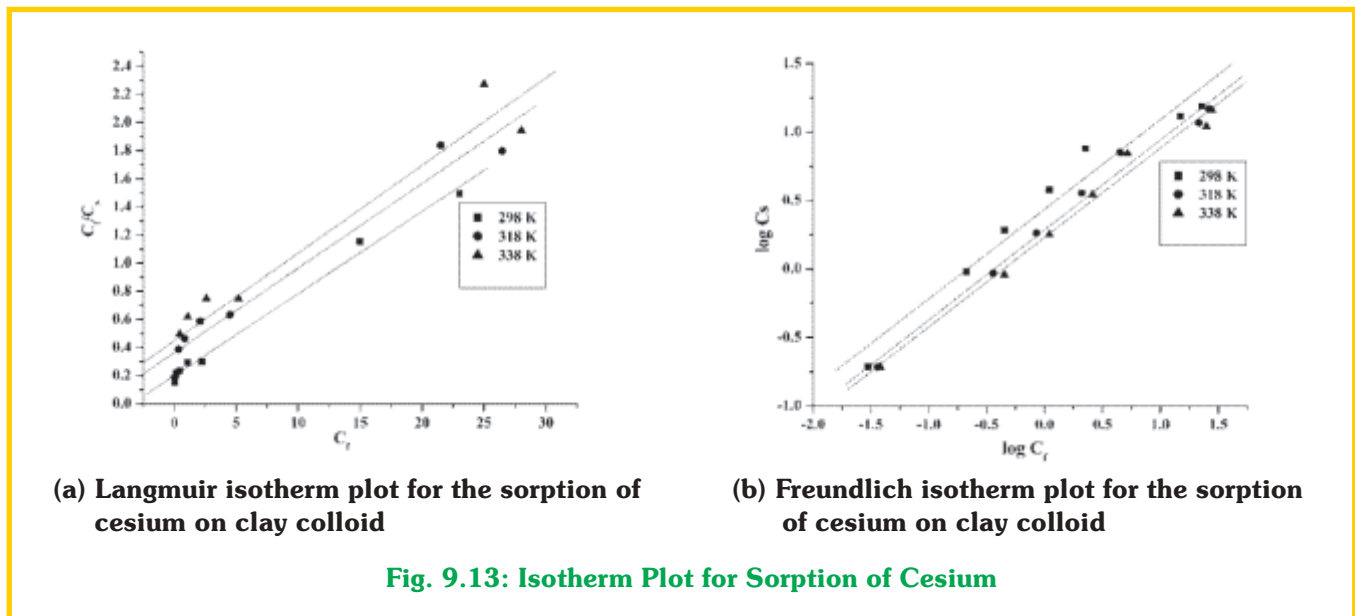 2.4
2.2
2.0
1.8
1.6
1.4
1.2
1.0
0.8
0.6
0.4
0.2
0.0
C_f/C_s
0 5 10 15 20 25 30
C_f
298 K
318 K
338 K
1.5
1.0
0.5
0.0
-0.5
-1.0
log Cs
-2.0 -1.5 -1.0 -0.5 0.0 0.5 1.0 1.5
log C_f
298 K
318 K
338 K
(a) Langmuir isotherm plot for the sorption of
cesium on clay colloid
(b) Freundlich isotherm plot for the sorption
of cesium on clay colloid
Fig. 9.13: Isotherm Plot for Sorption of Cesium